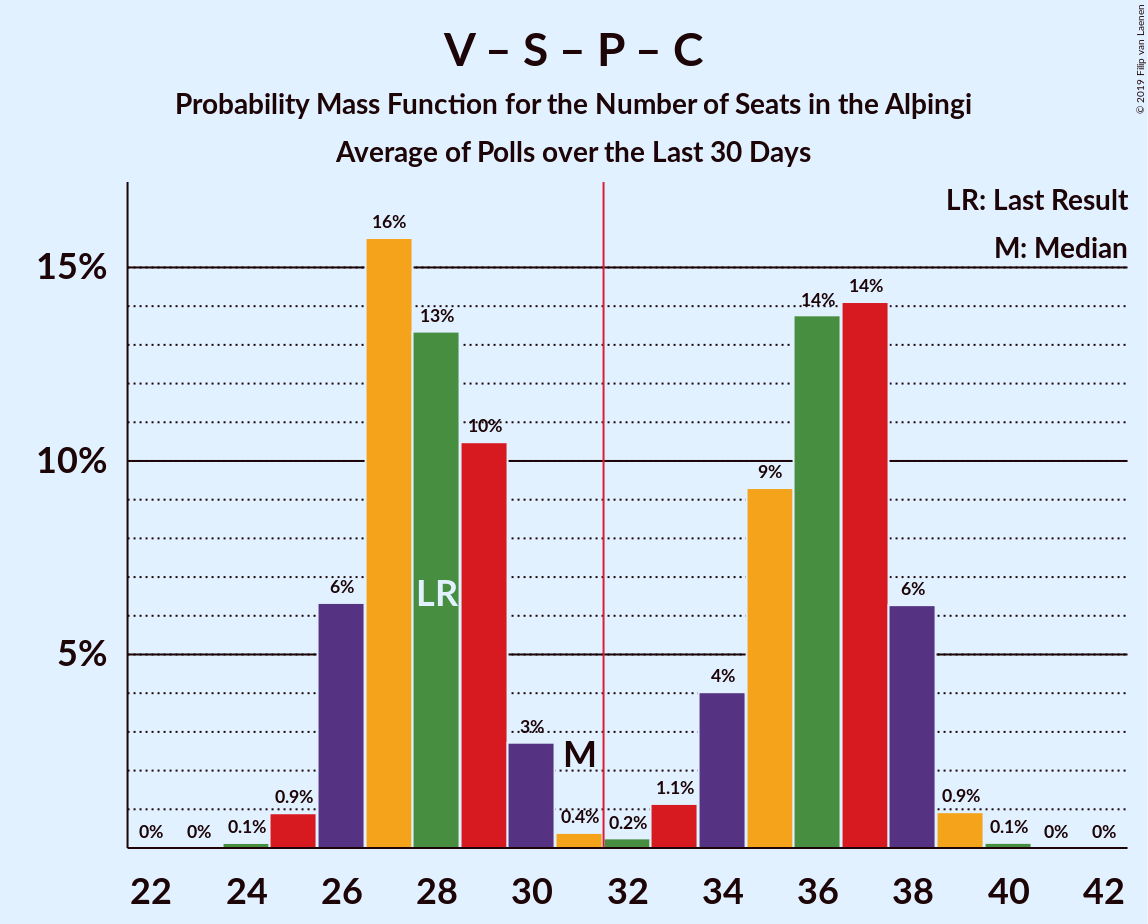 V – S – P – C
Probability Mass Function for the Number of Seats in the Alþingi
Average of Polls over the Last 30 Days
© 2019 Filip van Laenen
LR: Last Result
M: Median
15%
10%
5%
0%
0%
0.1%
0.9%
6%
16%
13%
10%
3%
0.4%
0.2%
1.1%
4%
9%
14%
14%
6%
0.9%
0.1%
0%
0%
LR
M
22 24 26 28 30 32 34 36 38 40 42